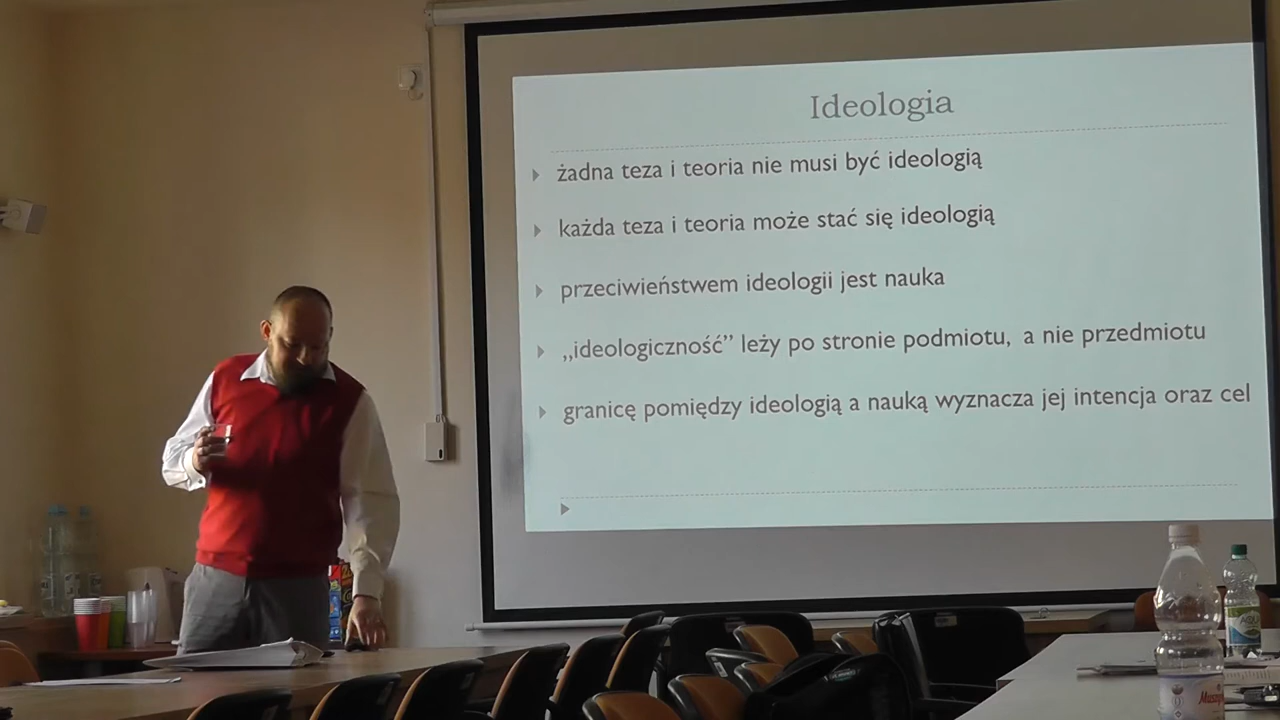 Ideologia
żadna teza i teoria nie musi być ideologią
każda teza i teoria może stać się ideologią
przeciwieństwem ideologii jest nauka
„ideologiczność” leży po stronie podmiotu, a nie przedmiotu
granicę pomiędzy ideologią a nauką wyznacza jej intencja oraz cel